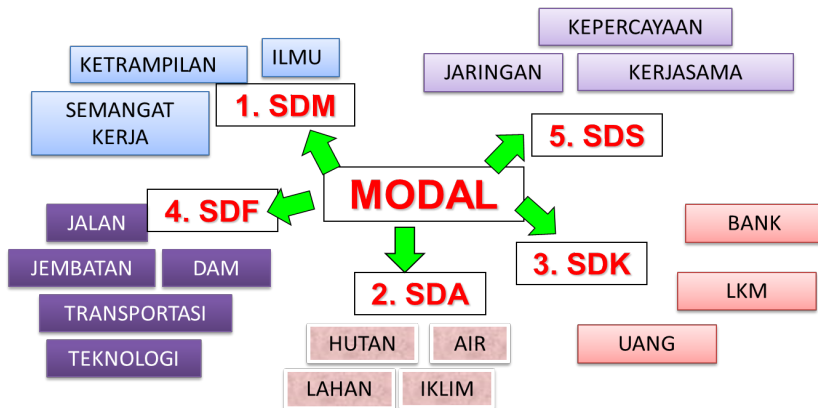 KEPERCAYAAN
ILMU
KETRAMPILAN
JARINGAN
KERJASAMA
SEMANGAT
KERJA
1. SDM
5. SDS
MODAL
4. SDF
JALAN
BANK
3. SDK
JEMBATAN
DAM
2. SDA
LKM
TRANSPORTASI
HUTAN
AIR
UANG
TEKNOLOGI
LAHAN
IKLIM